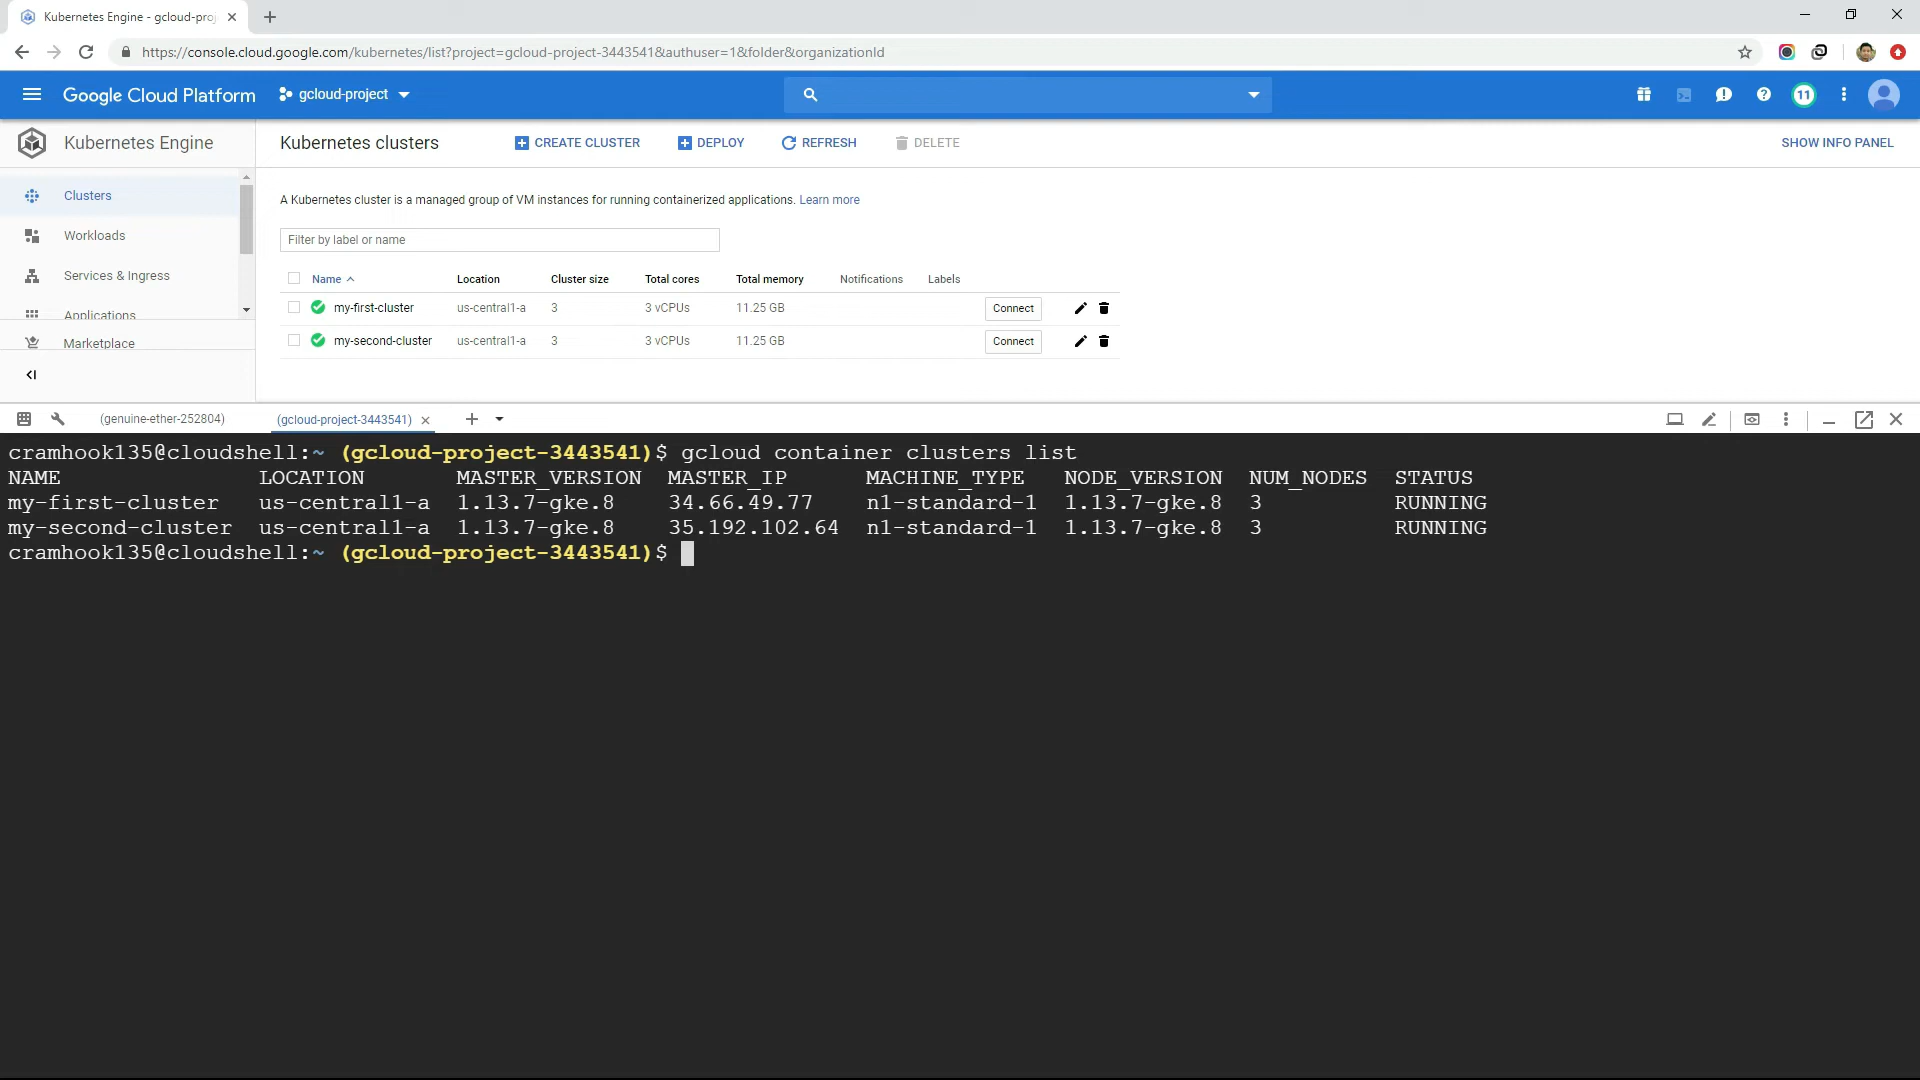 Kubernetes Engine - gcloud-proj
https://console.cloud.google.com/kubernetes/list?project=gcloud-project-3443541&authuser=1&folder&organizationId
Google Cloud Platform gcloud-project 11
Kubernetes Engine Kubernetes clusters CREATE CLUSTER DEPLOY REFRESH DELETE SHOW INFO PANEL
Clusters
Workloads
Services & Ingress
Applications
Marketplace
A Kubernetes cluster is a managed group of VM instances for running containerized applications. Learn more
Filter by label or name
Name Location Cluster size Total cores Total memory Notifications Labels
my-first-cluster us-central1-a 3 3 vCPUs 11.25 GB Connect
my-second-cluster us-central1-a 3 3 vCPUs 11.25 GB Connect
(genuine-ether-252804) (gcloud-project-3443541)
cramhook135@cloudshell:~ (gcloud-project-3443541)$ gcloud container clusters list
NAME LOCATION MASTER_VERSION MASTER_IP MACHINE_TYPE NODE_VERSION NUM_NODES STATUS
my-first-cluster us-central1-a 1.13.7-gke.8 34.66.49.77 n1-standard-1 1.13.7-gke.8 3 RUNNING
my-second-cluster us-central1-a 1.13.7-gke.8 35.192.102.64 n1-standard-1 1.13.7-gke.8 3 RUNNING
cramhook135@cloudshell:~ (gcloud-project-3443541)$